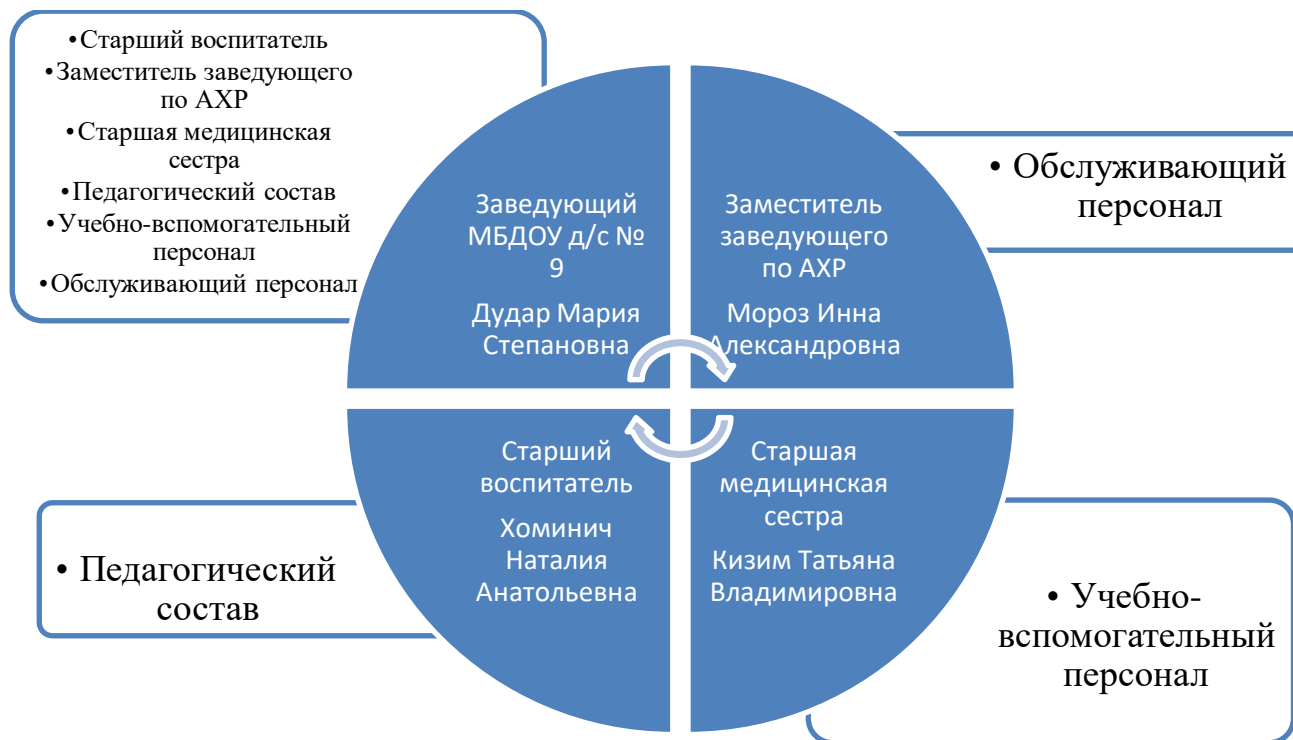 •Старший воспитатель
•Заместитель заведующего
по АХР
•Старшая медицинская
сестра
•Педагогический состав
•Учебно-вспомогательный
персонал
•Обслуживающий персонал
Заведующий
МБДОУ д/с №
9
Дудар Мария
Степановна
Заместитель
заведующего
по АХР
Мороз Инна
Александровна
• Обслуживающий
персонал
• Педагогический
состав
Старший
воспитатель
Хоминич
Наталия
Анатольевна
Старшая
медицинская
сестра
Кизим Татьяна
Владимировна
• Учебно-
вспомогательный
персонал